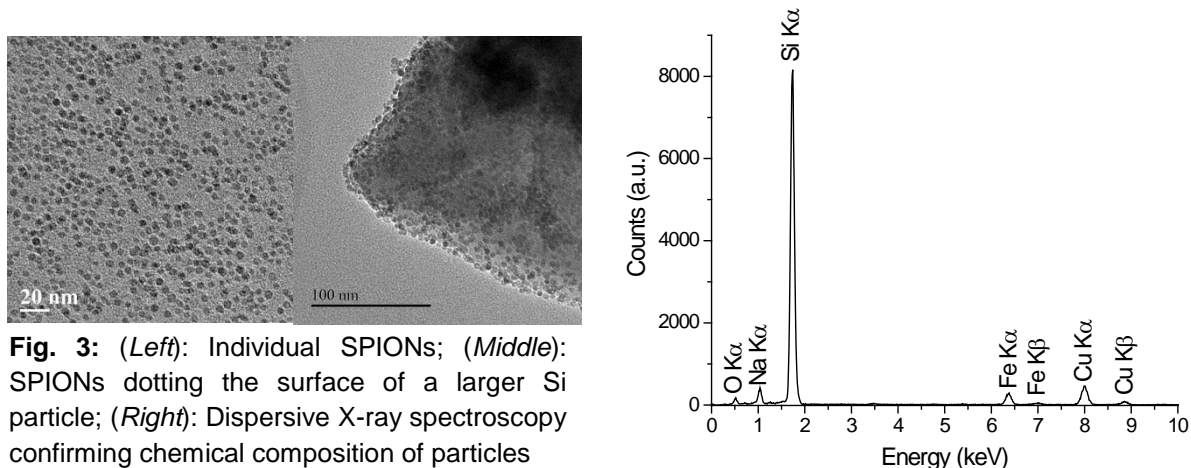 20 nm
100 nm
Fig. 3: (Left): Individual SPIONs; (Middle):
SPIONs dotting the surface of a larger Si
particle; (Right): Dispersive X-ray spectroscopy
confirming chemical composition of particles
Counts (a.u.)
8000
6000
4000
2000
0
O Kα
Na Kα
Si Kα
Fe Kα
Fe Kβ
Cu Kα
Cu Kβ
0 1 2 3 4 5 6 7 8 9 10
Energy (keV)